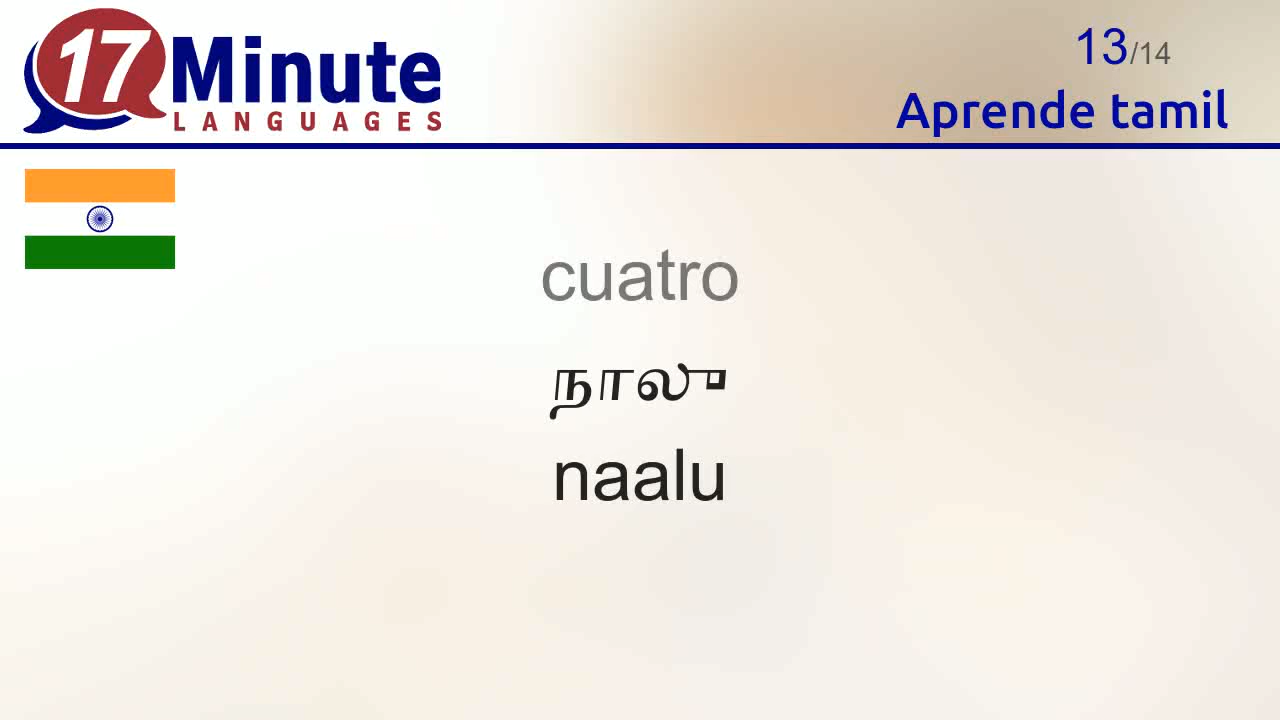 17 Minute
LANGUAGES
13/14
Aprende tamil
cuatro
நாலு
naalu